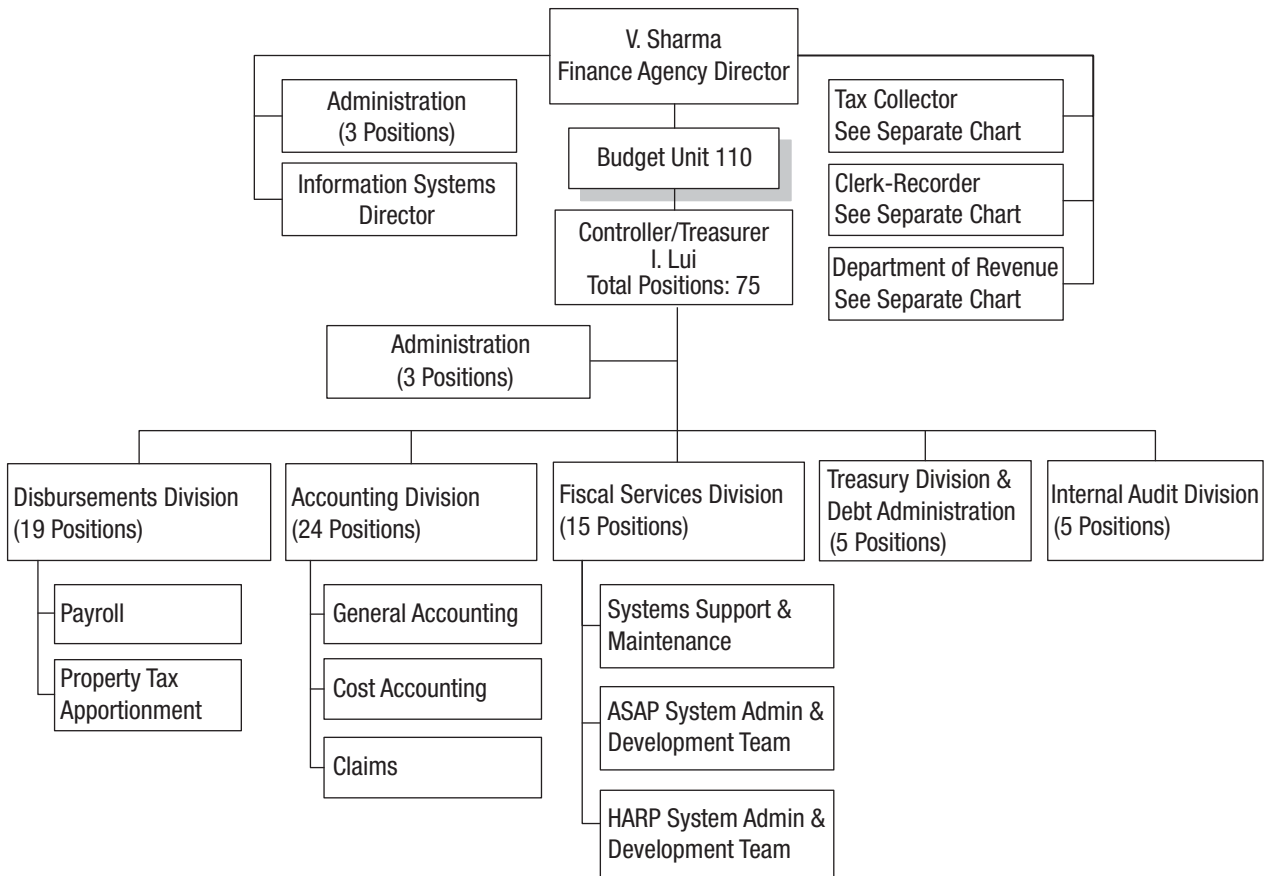 V. Sharma
Finance Agency Director
Administration
(3 Positions)
Information Systems
Director
Budget Unit 110
Tax Collector
See Separate Chart
Clerk-Recorder
See Separate Chart
Department of Revenue
See Separate Chart
Controller/Treasurer
I. Lui
Total Positions: 75
Administration
(3 Positions)
Disbursements Division
(19 Positions)
Payroll
Property Tax
Apportionment
Accounting Division
(24 Positions)
General Accounting
Cost Accounting
Claims
Fiscal Services Division
(15 Positions)
Systems Support &
Maintenance
ASAP System Admin &
Development Team
HARP System Admin &
Development Team
Treasury Division &
Debt Administration
(5 Positions)
Internal Audit Division
(5 Positions)